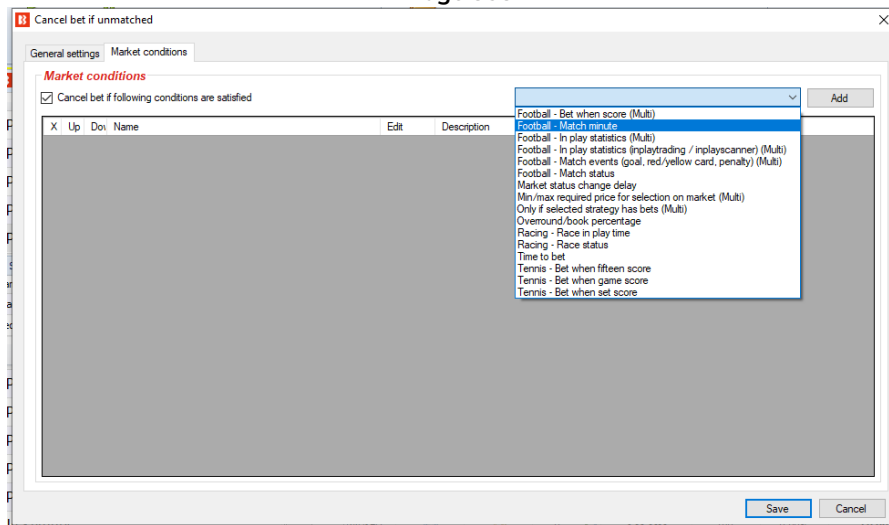 B Cancel bet if unmatched X
General settings Market conditions
Market conditions
Cancel bet if following conditions are satisfied
Add
X Up Dov Name Edit Description
Football - Bet when score (Multi)
Football - Match minute
Football - In play statistics (Multi)
Football - In play statistics (inplaytrading / inplayscanner) (Multi)
Football - Match events (goal, red/yellow card, penalty) (Multi)
Football - Match status
Market status change delay
Min/max required price for selection on market (Multi)
Only if selected strategy has bets (Multi)
Overround/book percentage
Racing - Race in play time
Racing - Race status
Time to bet
Tennis - Bet when fifteen score
Tennis - Bet when game score
Tennis - Bet when set score
Save Cancel